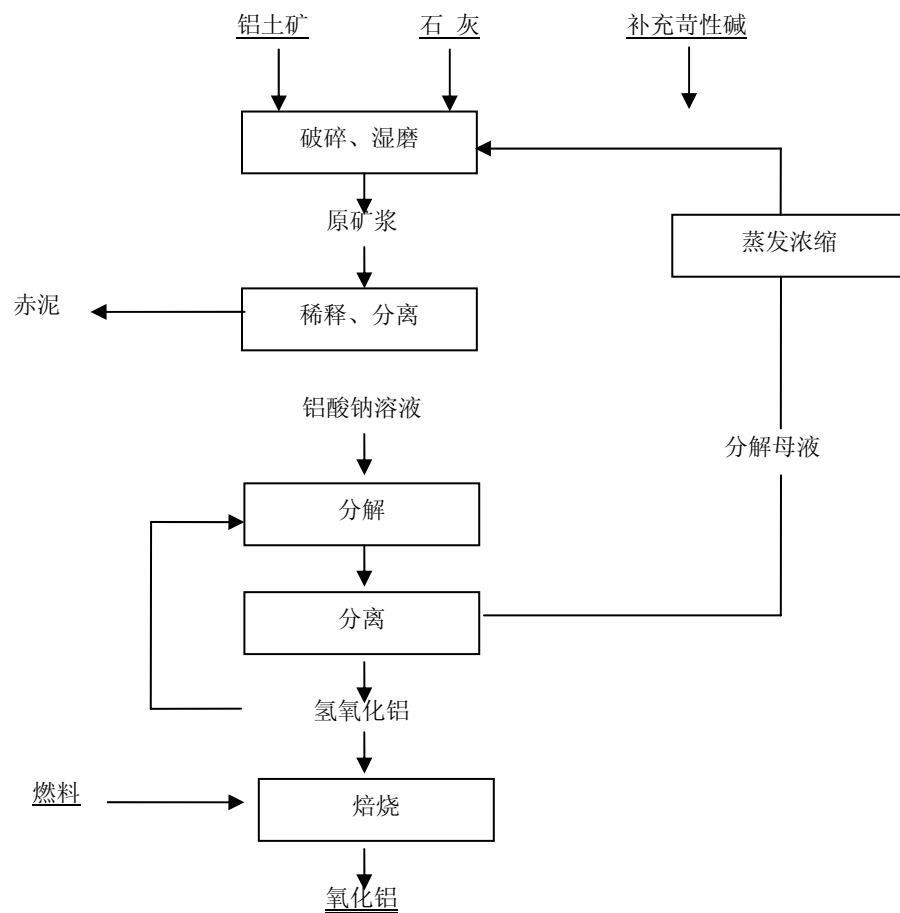 铝土矿
石 灰
补充苛性碱
破碎、湿磨
原矿浆
蒸发浓缩
赤泥
稀释、分离
铝酸钠溶液
分解母液
分解
分离
氢氧化铝
燃料
焙烧
氧化铝